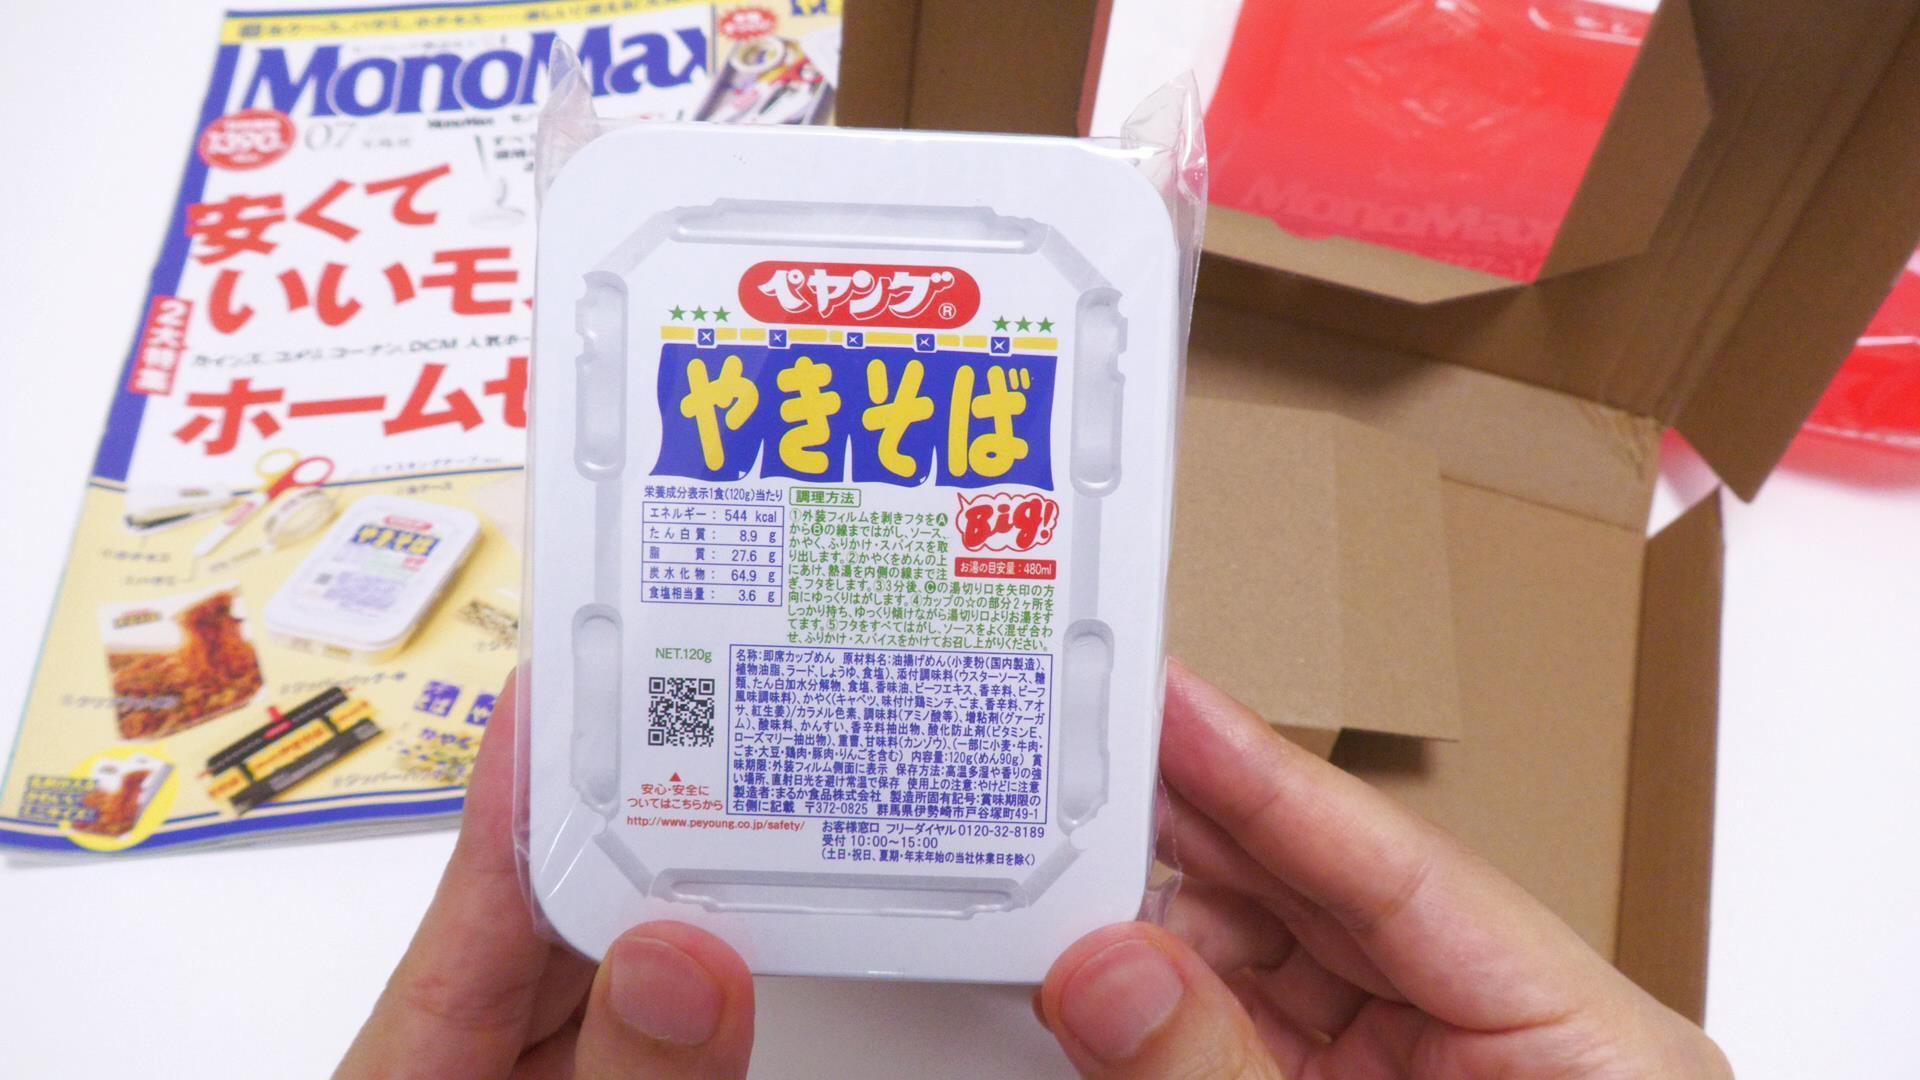 MonoMax
1390
07
MonoMax
安くて
いいモ
2大特集
カインズ、コメリ、コーナン、DCM 人気ホー
ホームセ
やきそば
MonoMax
ペヤング®
やきそば
Big!
お湯の目安量:480ml
栄養成分表示1食(120g)当たり
エネルギー: 544 kcal
たん白質: 8.9 g
脂質: 27.6 g
炭水化物: 64.9 g
食塩相当量: 3.6 g
調理方法
①外装フィルムを剥きフタをⒶ
からⒷの線まではがし、ソース、
かやく、ふりかけ・スパイスを取
り出します。②かやくをめんの上
にあけ、熱湯を内側の線まで注
ぎ、フタをします。③3分後、Ⓒの湯切り口を矢印の方
向にゆっくりはがします。④カップの☆の部分2ヶ所を
しっかり持ち、ゆっくり傾けながら湯切り口よりお湯をす
てます。⑤フタをすべてはがし、ソースをよく混ぜ合わ
せ、ふりかけ・スパイスをかけてお召し上がりください。
NET.120g
名称:即席カップめん 原材料名:油揚げめん(小麦粉(国内製造)、
植物油脂、ラード、しょうゆ、食塩)、添付調味料(ウスターソース、糖
類、たん白加水分解物、食塩、香味油、ビーフエキス、香辛料、ビーフ
風味調味料)、かやく(キャベツ、味付け鶏ミンチ、ごま、香辛料、アオ
サ、紅生姜)/カラメル色素、調味料(アミノ酸等)、増粘剤(グァーガ
ム)、酸味料、かんすい、香辛料抽出物、酸化防止剤(ビタミンE、
ローズマリー抽出物)、重曹、甘味料(カンゾウ)、(一部に小麦・牛肉・
ごま・大豆・鶏肉・豚肉・りんごを含む) 内容量:120g(めん90g) 賞
味期限:外装フィルム側面に表示 保存方法:高温多湿や香りの強
い場所、直射日光を避け常温で保存 使用上の注意:やけどに注意
製造者:まるか食品株式会社 製造所固有記号:賞味期限の
右側に記載 〒372-0825 群馬県伊勢崎市戸谷塚町49-1
▲
安心・安全に
ついてはこちらから
http://www.peyoung.co.jp/safety/
お客様窓口 フリーダイヤル0120-32-8189
受付 10:00～15:00
(土日・祝日、夏期・年末年始の当社休業日を除く)